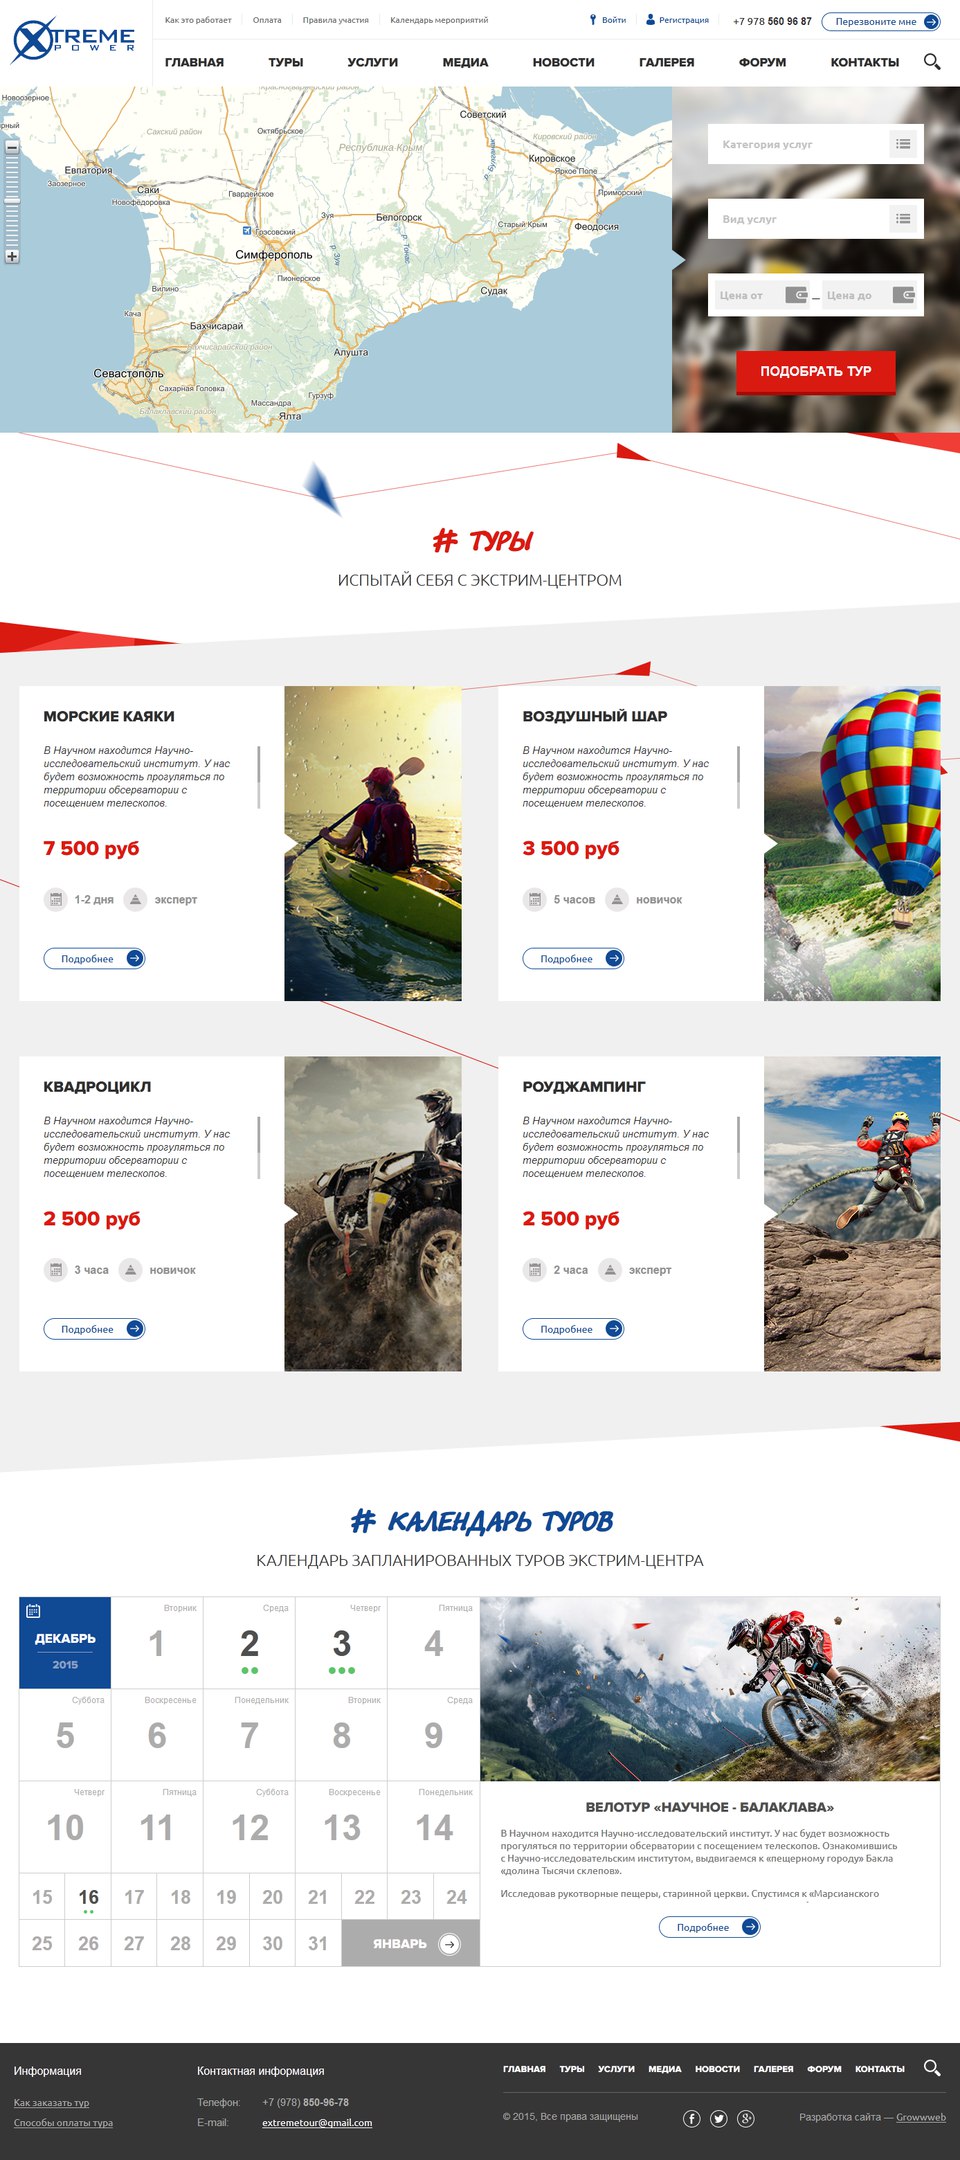 XTREME
POWER
Как это работает
Оплата
Правила участия
Календарь мероприятий
Войти
Регистрация
+7 978 560 96 87
Перезвоните мне
ГЛАВНАЯ ТУРЫ УСЛУГИ МЕДИА НОВОСТИ ГАЛЕРЕЯ ФОРУМ КОНТАКТЫ
Новоозерное
Сакский район
Октябрьское
Республика Крым
Советский
Кировский район
Кировское
Яркое Поле
Приморский
Евпатория
Заозерное
Саки
Новофёдоровка
Гвардейское
Зуя
Белогорск
Старый Крым
Феодосия
Грэсовский
Симферополь
Пионерское
Судак
Вилино
Кача
Бахчисарай
Бахчисарайский район
Алушта
Севастополь
Сахарная Головка
Гурзуф
Массандра
Балаклавский район
Ялта
Категория услуг
Вид услуг
Цена от – Цена до
ПОДОБРАТЬ ТУР
# ТУРЫ
ИСПЫТАЙ СЕБЯ С ЭКСТРИМ-ЦЕНТРОМ
МОРСКИЕ КАЯКИ
В Научном находится Научно-
исследовательский институт. У нас
будет возможность прогуляться по
территории обсерватории с
посещением телескопов.
7 500 руб
1-2 дня эксперт
Подробнее
ВОЗДУШНЫЙ ШАР
В Научном находится Научно-
исследовательский институт. У нас
будет возможность прогуляться по
территории обсерватории с
посещением телескопов.
3 500 руб
5 часов новичок
Подробнее
КВАДРОЦИКЛ
В Научном находится Научно-
исследовательский институт. У нас
будет возможность прогуляться по
территории обсерватории с
посещением телескопов.
2 500 руб
3 часа новичок
Подробнее
РОУДЖАМПИНГ
В Научном находится Научно-
исследовательский институт. У нас
будет возможность прогуляться по
территории обсерватории с
посещением телескопов.
2 500 руб
2 часа эксперт
Подробнее
# КАЛЕНДАРЬ ТУРОВ
КАЛЕНДАРЬ ЗАПЛАНИРОВАННЫХ ТУРОВ ЭКСТРИМ-ЦЕНТРА
ДЕКАБРЬ
2015
Вторник Среда Четверг Пятница
1 2 3 4
Суббота Воскресенье Понедельник Вторник Среда
5 6 7 8 9
Четверг Пятница Суббота Воскресенье Понедельник
10 11 12 13 14
15 16 17 18 19 20 21 22 23 24
25 26 27 28 29 30 31 ЯНВАРЬ
ВЕЛОТУР «НАУЧНОЕ - БАЛАКЛАВА»
В Научном находится Научно-исследовательский институт. У нас будет возможность
прогуляться по территории обсерватории с посещением телескопов. Ознакомившись
с Научно-исследовательским институтом, выдвигаемся к «пещерному городу» Бакла
«долина Тысячи склепов».
Исследовав рукотворные пещеры, старинной церкви. Спустимся к «Марсианского
Подробнее
Информация
Как заказать тур
Способы оплаты тура
Контактная информация
Телефон: +7 (978) 850-96-78
E-mail: extremetour@gmail.com
ГЛАВНАЯ ТУРЫ УСЛУГИ МЕДИА НОВОСТИ ГАЛЕРЕЯ ФОРУМ КОНТАКТЫ
© 2015, Все права защищены
Разработка сайта — Growwweb